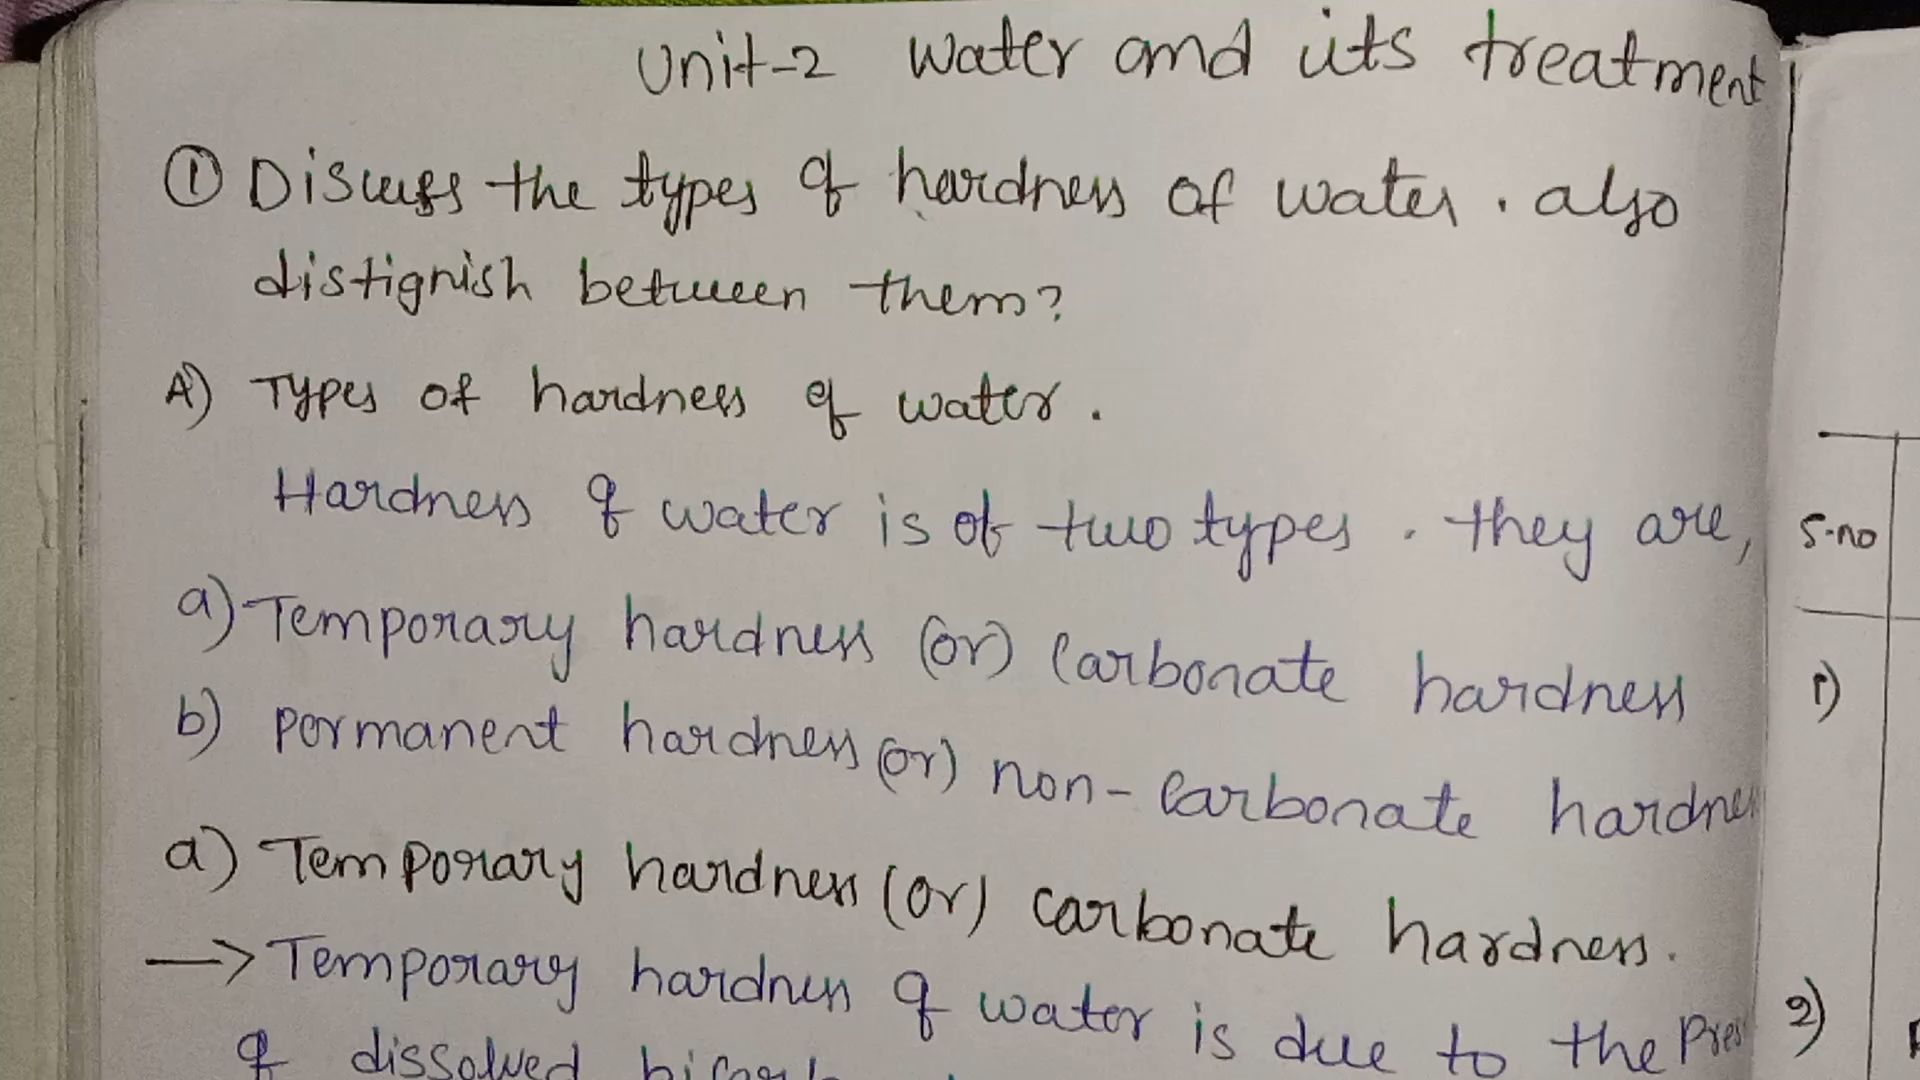 Unit-2 Water and its treatment
① Discuss the types of hardness of water. also
distignish between them?
A) Types of hardness of water.
Hardness of water is of two types. they are,
a) Temporary hardness (or) Carbonate hardness
b) permanent hardness (or) non-Carbonate
a) Temporary hardness (or) carbonate hardness.
→ Temporary hardness of water is due to the
of dissolved
S.no
1)
2)